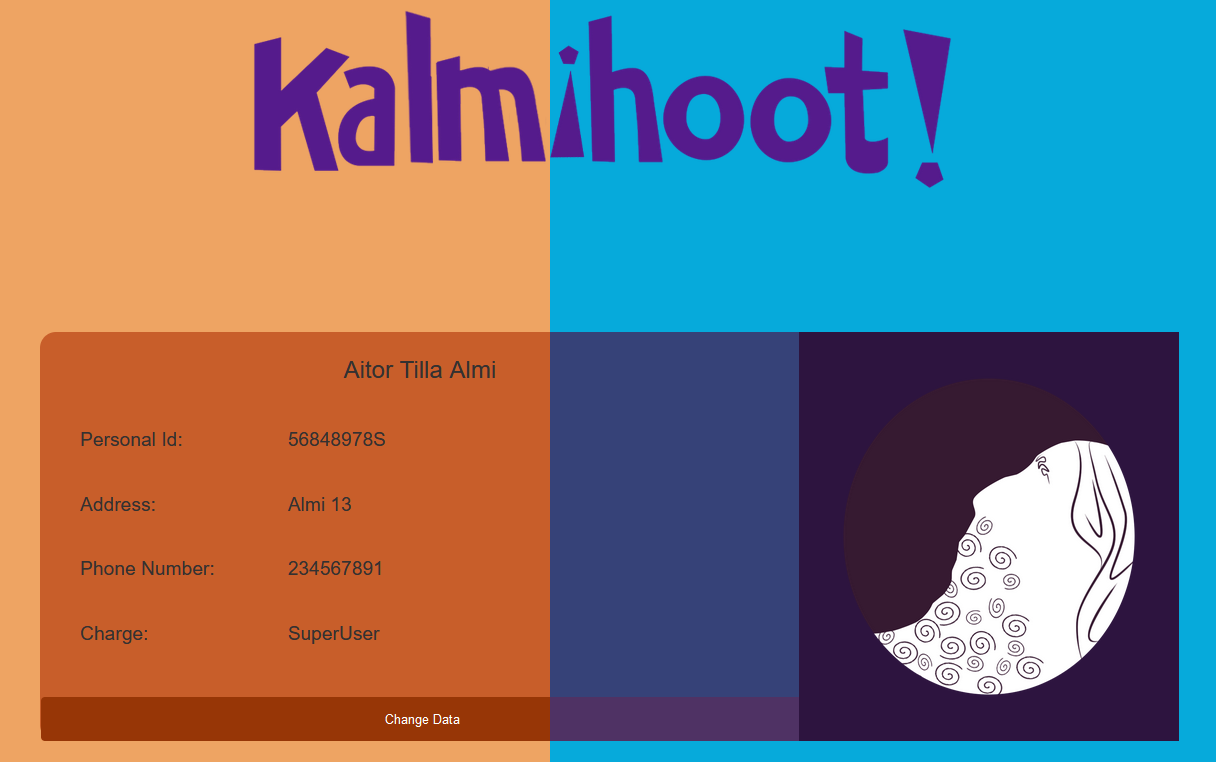 Kalmihoot!
Aitor Tilla Almi
Personal Id: 56848978S
Address: Almi 13
Phone Number: 234567891
Charge: SuperUser
Change Data